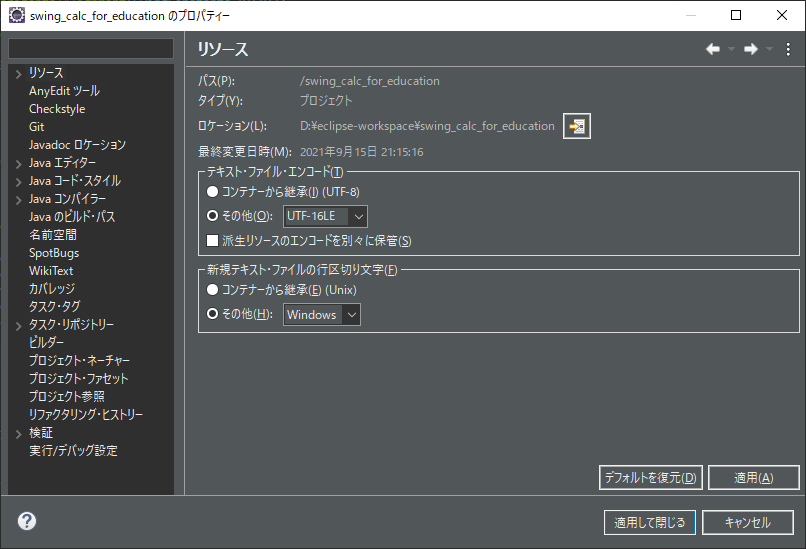 swing_calc_for_education のプロパティー
リソース
AnyEdit ツール
Checkstyle
Git
Javadoc ロケーション
Java エディター
Java コード・スタイル
Java コンパイラー
Java のビルド・パス
名前空間
SpotBugs
WikiText
カバレッジ
タスク・タグ
タスク・リポジトリー
ビルダー
プロジェクト・ネーチャー
プロジェクト・ファセット
プロジェクト参照
リファクタリング・ヒストリー
検証
実行/デバッグ設定
リソース
パス(P): /swing_calc_for_education
タイプ(Y): プロジェクト
ロケーション(L): D:¥eclipse-workspace¥swing_calc_for_education
最終変更日時(M): 2021年9月15日 21:15:16
テキスト・ファイル・エンコード(T)
コンテナーから継承(I) (UTF-8)
その他(O): UTF-16LE
派生リソースのエンコードを別々に保管(S)
新規テキスト・ファイルの行区切り文字(F)
コンテナーから継承(E) (Unix)
その他(H): Windows
デフォルトを復元(D) 適用(A)
適用して閉じる キャンセル